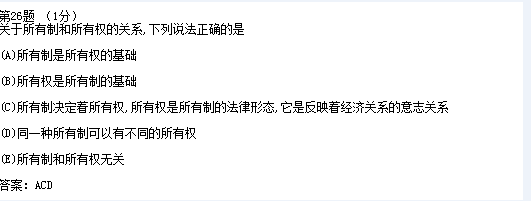 第26题 （1分）
关于所有制和所有权的关系,下列说法正确的是
(A)所有制是所有权的基础
(B)所有权是所有制的基础
(C)所有制决定着所有权,所有权是所有制的法律形态,它是反映着经济关系的意志关系
(D)同一种所有制可以有不同的所有权
(E)所有制和所有权无关
答案: ACD